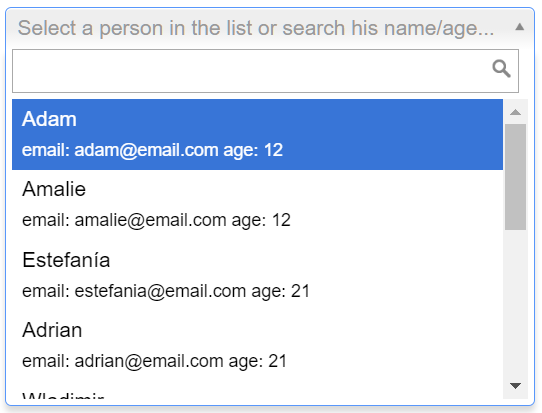 Select a person in the list or search his name/age...
Adam
email: adam@email.com age: 12
Amalie
email: amalie@email.com age: 12
Estefanía
email: estefania@email.com age: 21
Adrian
email: adrian@email.com age: 21
Wladimir